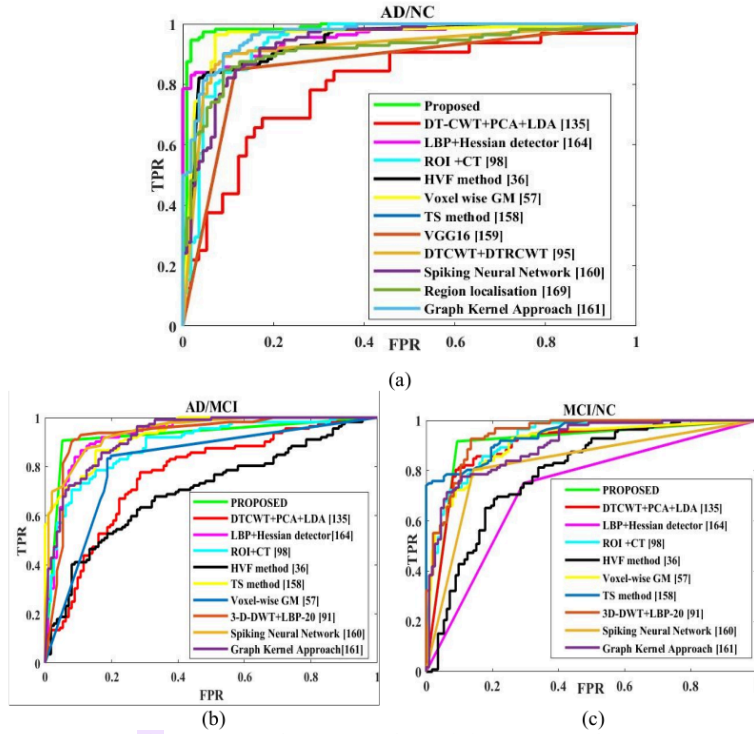 AD/NC
1
0.8
0.6
0.4
0.2
0
TPR
Proposed
DT-CWT+PCA+LDA [135]
LBP+Hessian detector [164]
ROI +CT [98]
HVF method [36]
Voxel wise GM [57]
TS method [158]
VGG16 [159]
DTCWT+DTRCWT [95]
Spiking Neural Network [160]
Region localisation [169]
Graph Kernel Approach [161]
0 0.2 0.4 0.6 0.8 1
FPR
(a)
AD/MCI
1
0.8
0.6
0.4
0.2
0
TPR
PROPOSED
DTCWT+PCA+LDA [135]
LBP+Hessian detector[164]
ROI+CT [98]
HVF method [36]
TS method [158]
Voxel-wise GM [57]
3-D-DWT+LBP-20 [91]
Spiking Neural Network [160]
Graph Kernel Approach[161]
0 0.2 0.4 0.6 0.8 1
FPR
(b)
MCI/NC
1
0.8
0.6
0.4
0.2
0
TPR
PROPOSED
DTCWT+PCA+LDA [135]
LBP+Hessian detector [164]
ROI +CT [98]
HVF method [36]
Voxel-wise GM [57]
TS method [158]
3D-DWT+LBP-20 [91]
Spiking Neural Network [160]
Graph Kernel Approach [161]
0 0.2 0.4 0.6 0.8
FPR
(c)